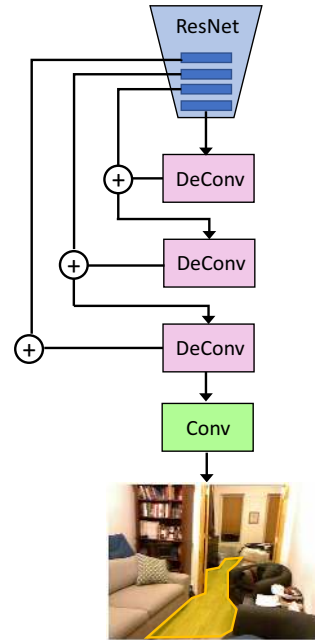 ResNet
+
DeConv
+
DeConv
+
DeConv
Conv